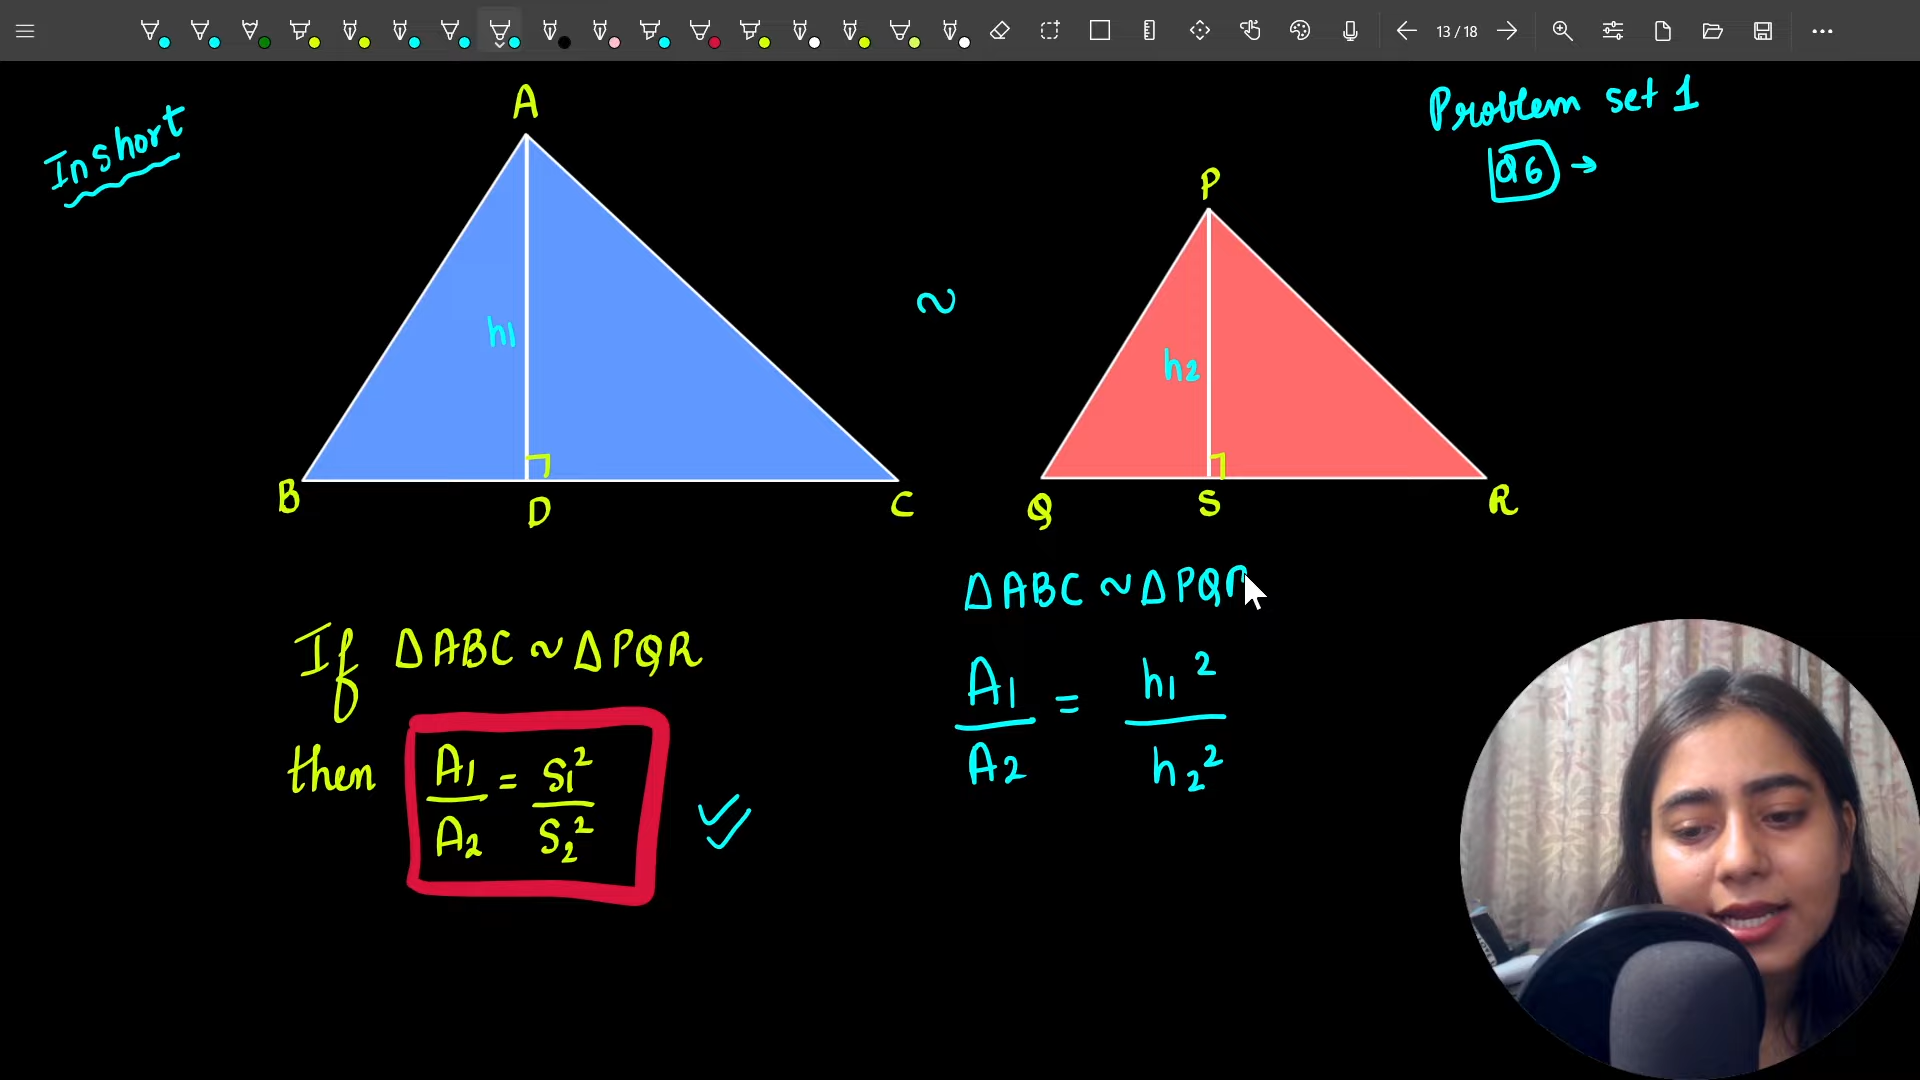 13 / 18
In short
A
Problem set 1
Q6 →
P
~
h1
h2
B
D
C
Q
S
R
ΔABC ~ ΔPQR
If ΔABC ~ ΔPQR
A1/A2 = h1²/h2²
then A1/A2 = S1²/S2²